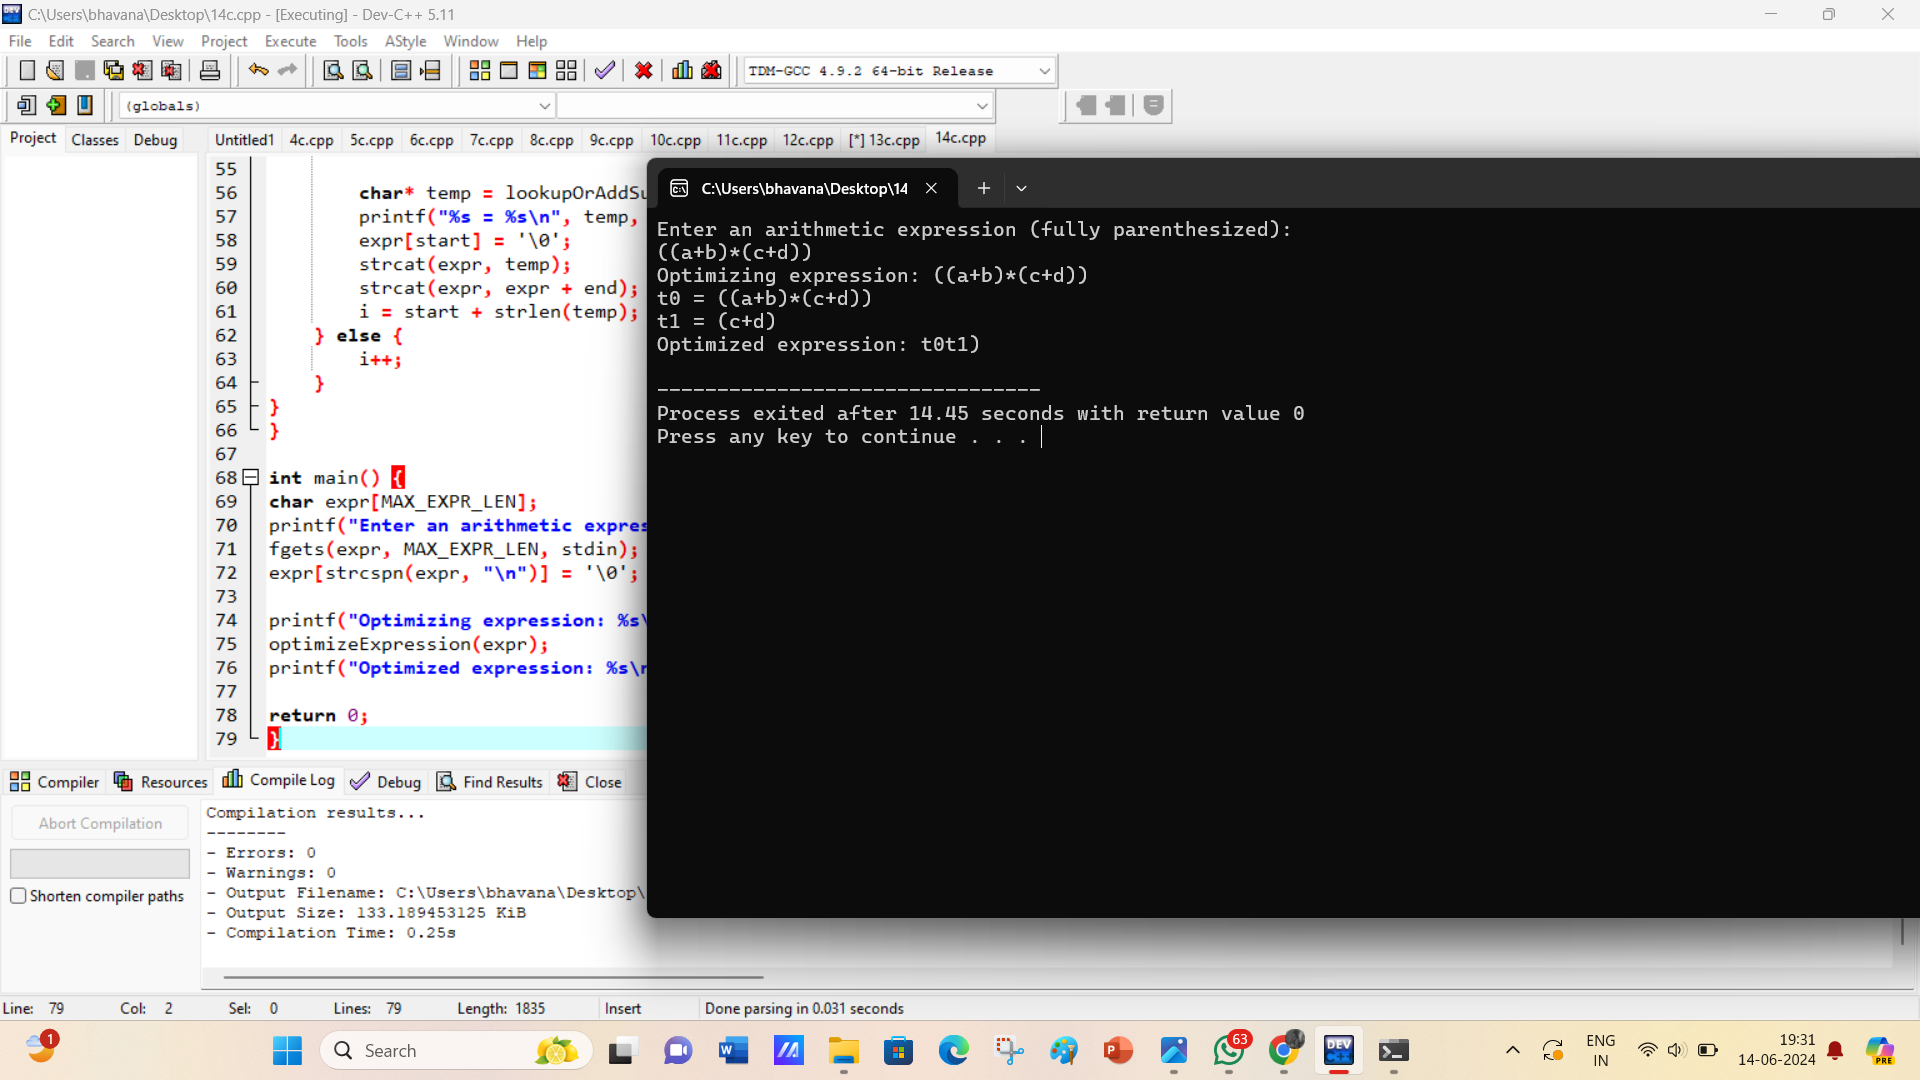 C:\Users\bhavana\Desktop\14c.cpp - [Executing] - Dev-C++ 5.11
File Edit Search View Project Execute Tools AStyle Window Help
TDM-GCC 4.9.2 64-bit Release
(globals)
Project Classes Debug
Untitled1 4c.cpp 5c.cpp 6c.cpp 7c.cpp 8c.cpp 9c.cpp 10c.cpp 11c.cpp 12c.cpp [*] 13c.cpp 14c.cpp
55
56 char* temp = lookupOrAddSu
57 printf("%s = %s\n", temp,
58 expr[start] = '\0';
59 strcat(expr, temp);
60 strcat(expr, expr + end);
61 i = start + strlen(temp);
62 } else {
63 i++;
64 }
65 }
66 }
67
68 int main() {
69 char expr[MAX_EXPR_LEN];
70 printf("Enter an arithmetic expres
71 fgets(expr, MAX_EXPR_LEN, stdin);
72 expr[strcspn(expr, "\n")] = '\0';
73
74 printf("Optimizing expression: %s\
75 optimizeExpression(expr);
76 printf("Optimized expression: %s\n
77
78 return 0;
79 }
C:\Users\bhavana\Desktop\14
Enter an arithmetic expression (fully parenthesized):
((a+b)*(c+d))
Optimizing expression: ((a+b)*(c+d))
t0 = ((a+b)*(c+d))
t1 = (c+d)
Optimized expression: t0t1)
--------------------------------
Process exited after 14.45 seconds with return value 0
Press any key to continue . . .
Compiler Resources Compile Log Debug Find Results Close
Abort Compilation
Shorten compiler paths
Compilation results...
--------
- Errors: 0
- Warnings: 0
- Output Filename: C:\Users\bhavana\Desktop\
- Output Size: 133.189453125 KiB
- Compilation Time: 0.25s
Line: 79 Col: 2 Sel: 0 Lines: 79 Length: 1835 Insert Done parsing in 0.031 seconds
1
Search
63
DEV
C++
ENG
IN
19:31
14-06-2024
PRE